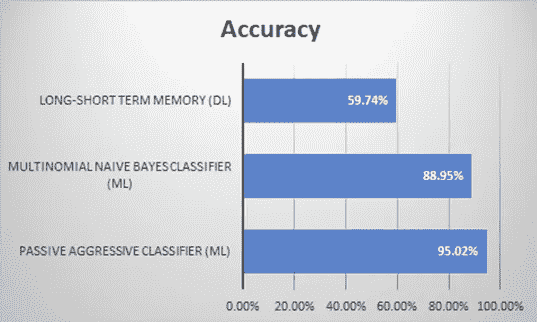 Accuracy
LONG-SHORT TERM MEMORY (DL)
59.74%
MULTINOMIAL NAIVE BAYES CLASSIFIER
(ML)
88.95%
PASSIVE AGGRESSIVE CLASSIFIER (ML)
95.02%
0.00% 20.00% 40.00% 60.00% 80.00% 100.00%